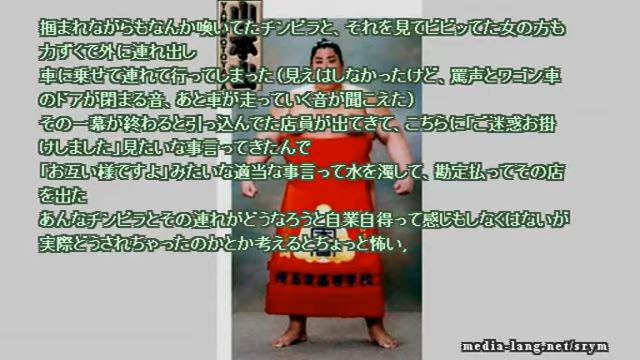 掴まれながらもなんか喚いてたチンピラと、それを見てビビッてた女の方も
力ずくで外に連れ出し
車に乗せて連れて行ってしまった（見えはしなかったけど、罵声とワゴン車
のドアが閉まる音、あと車が走っていく音が聞こえた）
その一幕が終わると引っ込んでた店員が出てきて、こちらに「ご迷惑お掛
けしました」見たいな事言ってきたんで
「お互い様ですよ」みたいな適当な事言って水を濁して、勘定払ってその店
を出た
あんなチンピラとその連れがどうなろうと自業自得って感じもしなくはないが
実際どうされちゃったのかとか考えるとちょっと怖い，
山本山
埼玉栄高等学校
media-lang.net/srym